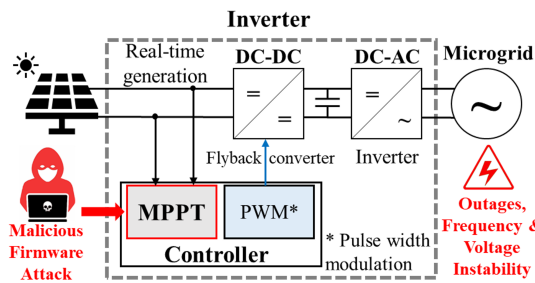 Inverter
Real-time
generation
DC-DC
DC-AC
Microgrid
=
=
=
~
~
Flyback converter
Inverter
MPPT
PWM*
Controller
* Pulse width
modulation
Malicious
Firmware
Attack
Outages,
Frequency &
Voltage
Instability